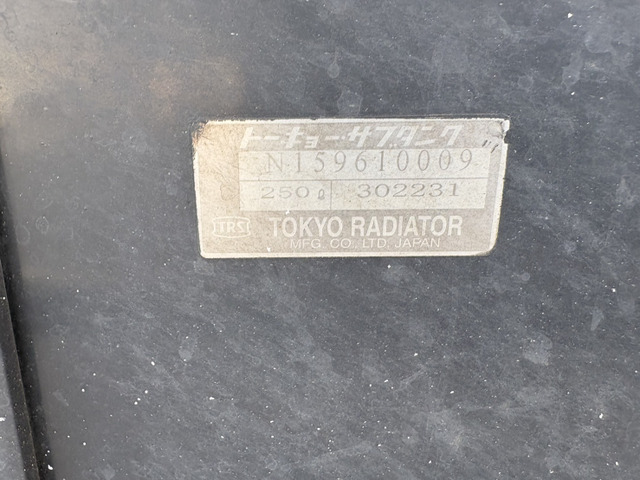 トーキョーサブタンク
N159610009
250ℓ 302231
TRS TOKYO RADIATOR
MFG. CO., LTD. JAPAN